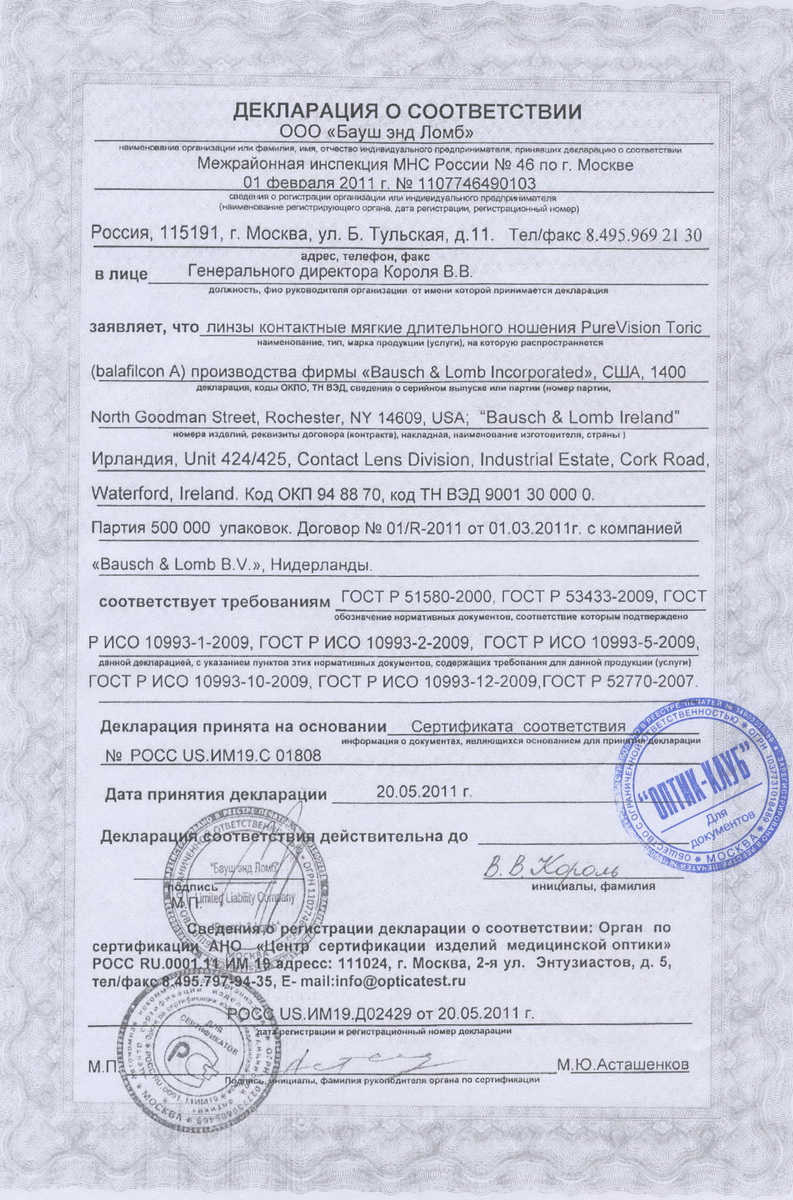 ДЕКЛАРАЦИЯ О СООТВЕТСТВИИ
ООО «Бауш энд Ломб»
наименование организации или фамилия, имя, отчество индивидуального предпринимателя, принявших декларацию о соответствии
Межрайонная инспекция МНС России № 46 по г. Москве
01 февраля 2011 г. № 1107746490103
сведения о регистрации организации или индивидуального предпринимателя
(наименование регистрирующего органа, дата регистрации, регистрационный номер)
Россия, 115191, г. Москва, ул. Б. Тульская, д.11. Тел/факс 8.495.969 21 30
адрес, телефон, факс
в лице Генерального директора Короля В.В.
должность, фио руководителя организации от имени которой принимается декларация
заявляет, что линзы контактные мягкие длительного ношения PureVision Toric
наименование, тип, марка продукции (услуги), на которую распространяется
(balafilcon A) производства фирмы «Bausch & Lomb Incorporated», США, 1400
декларация, коды ОКПО, ТН ВЭД, сведения о серийном выпуске или партии (номер партии,
North Goodman Street, Rochester, NY 14609, USA; “Bausch & Lomb Ireland”
номера изделий, реквизиты договора (контракта), накладная, наименование изготовителя, страны )
Ирландия, Unit 424/425, Contact Lens Division, Industrial Estate, Cork Road,
Waterford, Ireland. Код ОКП 94 88 70, код ТН ВЭД 9001 30 000 0.
Партия 500 000 упаковок. Договор № 01/R-2011 от 01.03.2011г. с компанией
«Bausch & Lomb B.V.», Нидерланды.
соответствует требованиям ГОСТ Р 51580-2000, ГОСТ Р 53433-2009, ГОСТ
обозначение нормативных документов, соответствие которым подтверждено
Р ИСО 10993-1-2009, ГОСТ Р ИСО 10993-2-2009, ГОСТ Р ИСО 10993-5-2009,
данной декларацией, с указанием пунктов этих нормативных документов, содержащих требования для данной продукции (услуги)
ГОСТ Р ИСО 10993-10-2009, ГОСТ Р ИСО 10993-12-2009,ГОСТ Р 52770-2007.
Декларация принята на основании Сертификата соответствия
информация о документах, являющихся основанием для принятия декларации
№ РОСС US.ИМ19.С 01808
"ОПТИК-КЛУБ"
Для
документов
МОСКВА
Дата принятия декларации 20.05.2011 г.
Декларация соответствия действительна до
В.В.Король
подпись инициалы, фамилия
М.П.
"Бауш энд Ломб"
Limited Liability Company
МОСКВА
Сведения о регистрации декларации о соответствии: Орган по
сертификации АНО «Центр сертификации изделий медицинской оптики»
РОСС RU.0001.11 ИМ 19 адресс: 111024, г. Москва, 2-я ул. Энтузиастов, д. 5,
тел/факс 8.495.797-94-35, E- mail:info@opticatest.ru
РОСС US.ИМ19.Д02429 от 20.05.2011 г.
дата регистрации и регистрационный номер декларации
ДЛЯ
СЕРТИФИКАТОВ
МОСКВА
М.П. М.Ю.Асташенков
Подпись, инициалы, фамилия руководителя органа по сертификации